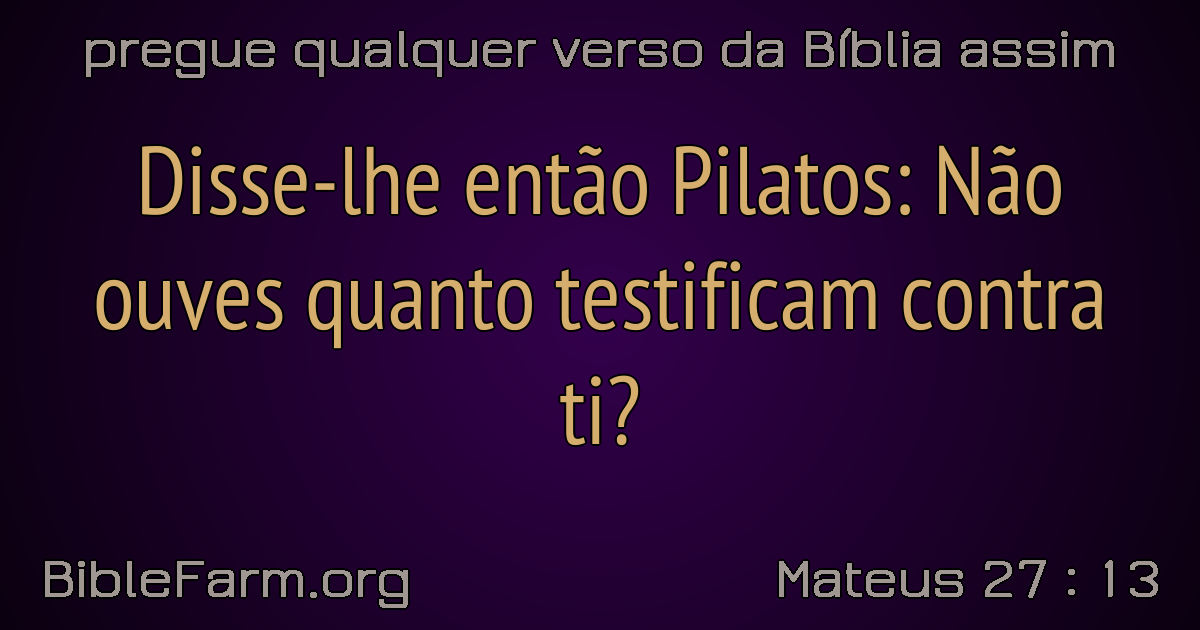 pregue qualquer verso da Bíblia assim
Disse-lhe então Pilatos: Não
ouves quanto testificam contra
ti?
BibleFarm.org
Mateus 27 : 13